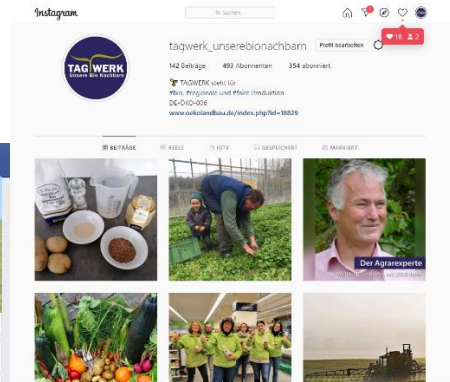 Instagram
Suchen
18 2
TAGWERK
Unsere Bio Nachbarn
tagwerk_unserebionachbarn
Profil bearbeiten
142 Beiträge 493 Abonnenten 354 abonniert
TAGWERK steht für
#bio, #regionale und #faire Produktion
DE-ÖKO-006
www.oekolandbau.de/index.php?id=16829
BEITRÄGE REELS IGTV GESPEICHERT MARKIERT
Der Agrarexperte